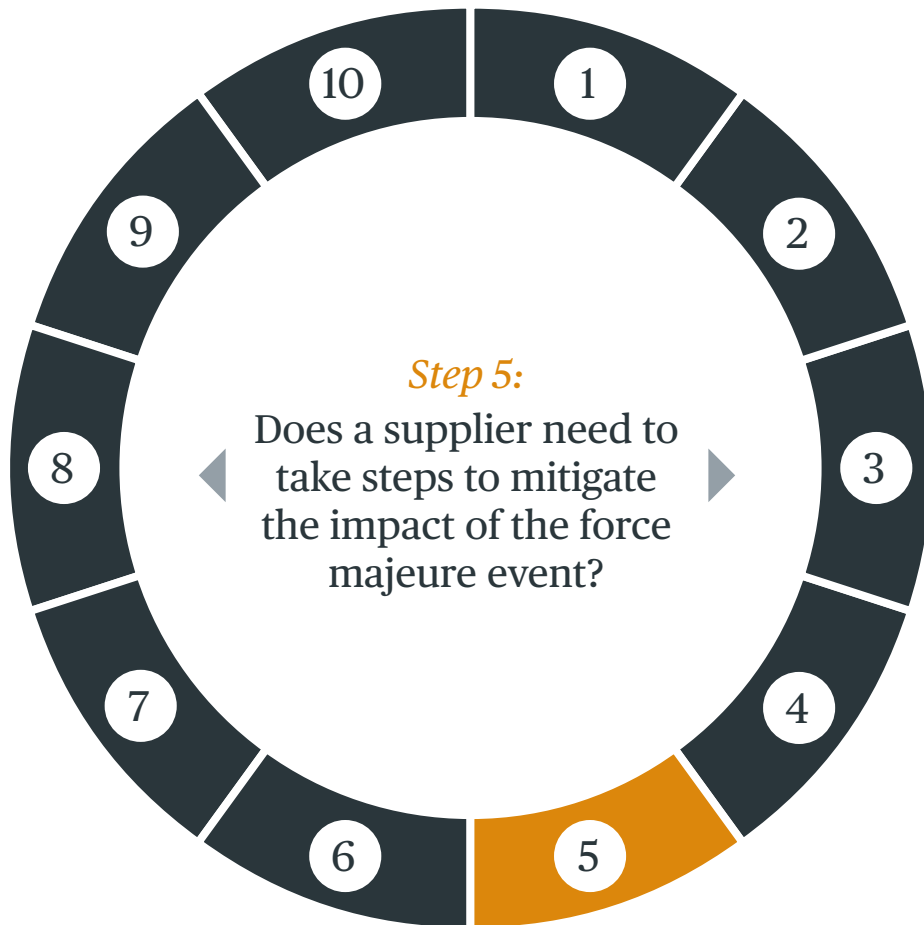 10
1
9
2
Step 5:
Does a supplier need to
take steps to mitigate
the impact of the force
majeure event?
8
3
7
4
6
5